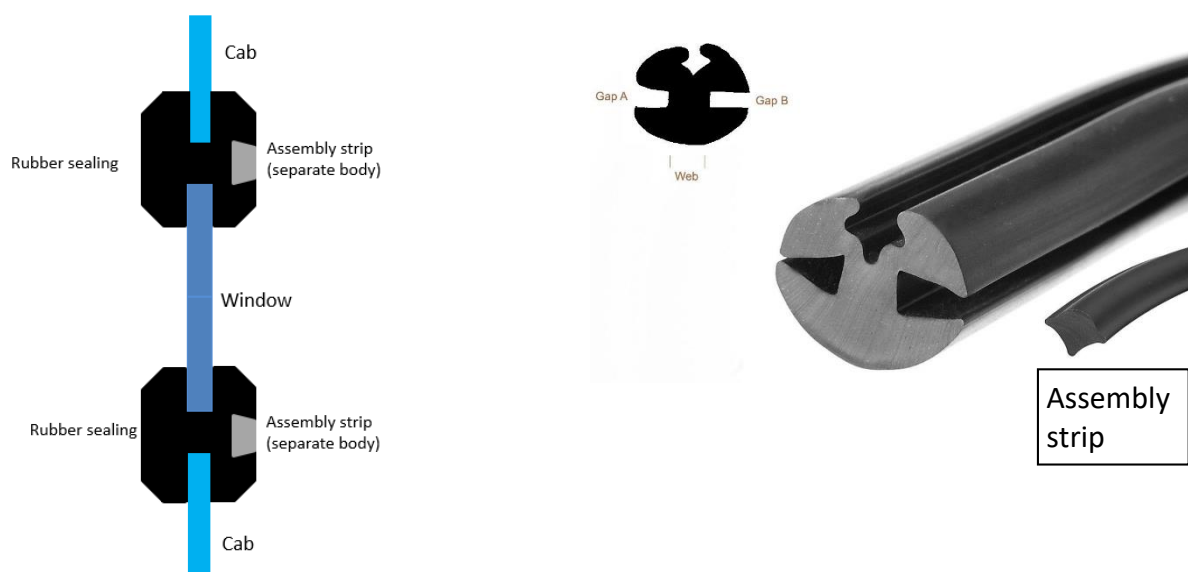 Cab
Rubber sealing
Assembly strip
(separate body)
Window
Rubber sealing
Assembly strip
(separate body)
Cab
Gap A
Gap B
Web
Assembly
strip